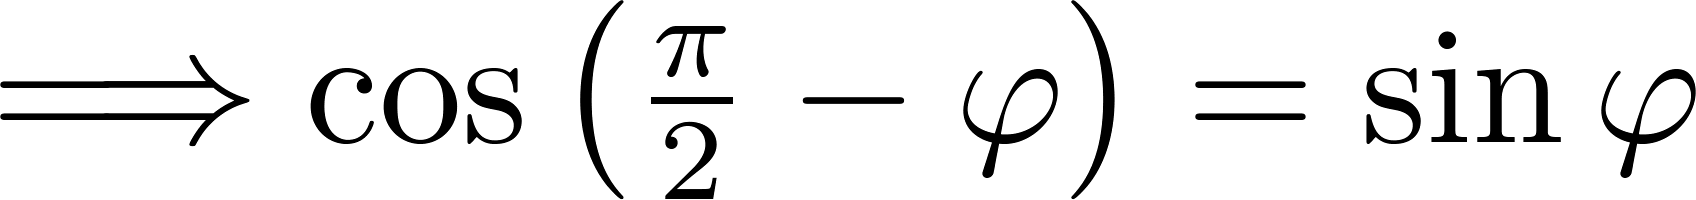 ⟹ cos (π/2 − φ) = sin φ